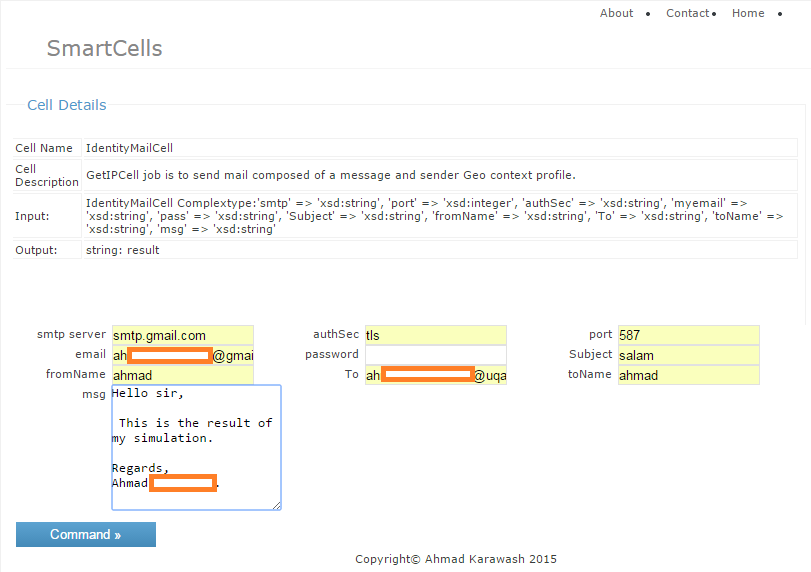 About • Contact • Home •
SmartCells
Cell Details
Cell Name IdentityMailCell
Cell
Description
GetIPCell job is to send mail composed of a message and sender Geo context profile.
Input:
IdentityMailCell Complextype:'smtp' => 'xsd:string', 'port' => 'xsd:integer', 'authSec' => 'xsd:string', 'myemail' =>
'xsd:string', 'pass' => 'xsd:string', 'Subject' => 'xsd:string', 'fromName' => 'xsd:string', 'To' => 'xsd:string', 'toName' =>
'xsd:string', 'msg' => 'xsd:string'
Output: string: result
smtp server smtp.gmail.com authSec tls port 587
email ah @gmai password Subject salam
fromName ahmad To ah @uqa toName ahmad
msg Hello sir,
This is the result of
my simulation.
Regards,
Ahmad .
Command »
Copyright© Ahmad Karawash 2015